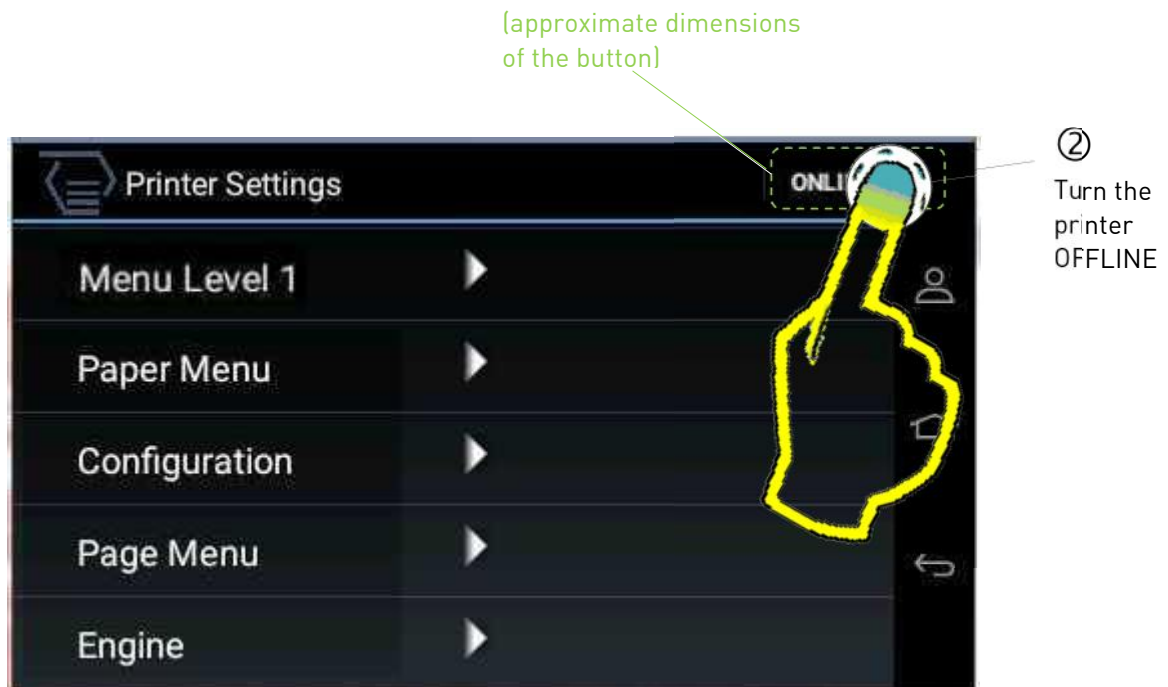 (approximate dimensions
of the button)
②
Turn the
printer
OFFLINE
Printer Settings
Menu Level 1
Paper Menu
Configuration
Page Menu
Engine